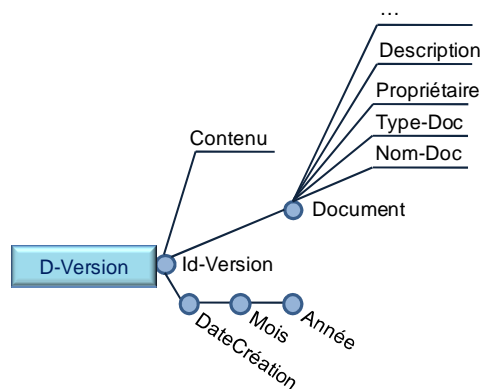 …
Description
Propriétaire
Type-Doc
Nom-Doc
Contenu
Document
D-Version
Id-Version
DateCréation
Mois
Année